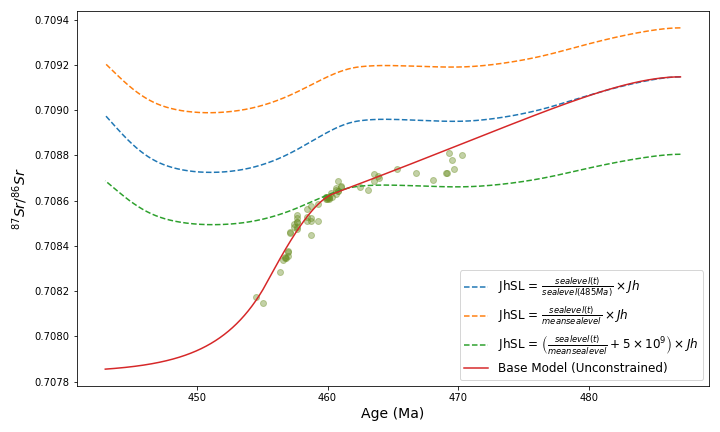 0.7094
0.7092
0.7090
0.7088
0.7086
0.7084
0.7082
0.7080
0.7078
⁸⁷Sr/⁸⁶Sr
JhSL = sealevel(t)/sealevel(485Ma) × Jh
JhSL = sealevel(t)/meansealevel × Jh
JhSL = (sealevel(t)/meansealevel + 5 × 10⁹) × Jh
Base Model (Unconstrained)
450 460 470 480
Age (Ma)